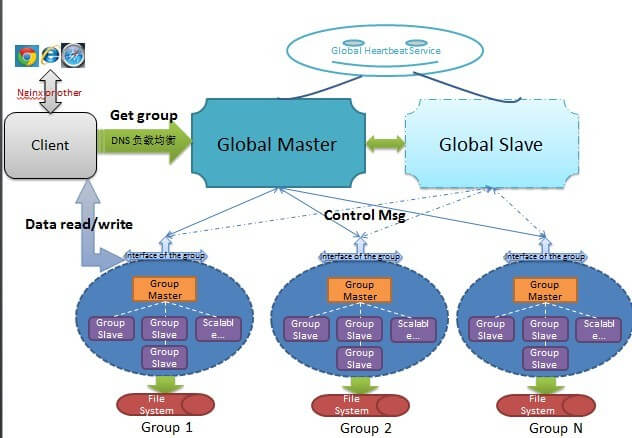 Global HeartbeatService
Neinx or other
Get group
Client
DNS 负载均衡
Global Master
Global Slave
Data read/write
Control Msg
Interface of the group
Interface of the group
Interface of the group
Group
Master
Group
Master
Group
Master
Group
Slave
Group
Slave
Scalabl
e...
Group
Slave
Group
Slave
Scalabl
e...
Group
Slave
Group
Slave
Scalabl
e...
Group
Slave
Group
Slave
Group
Slave
File
System
File
System
File
System
Group 1
Group 2
Group N